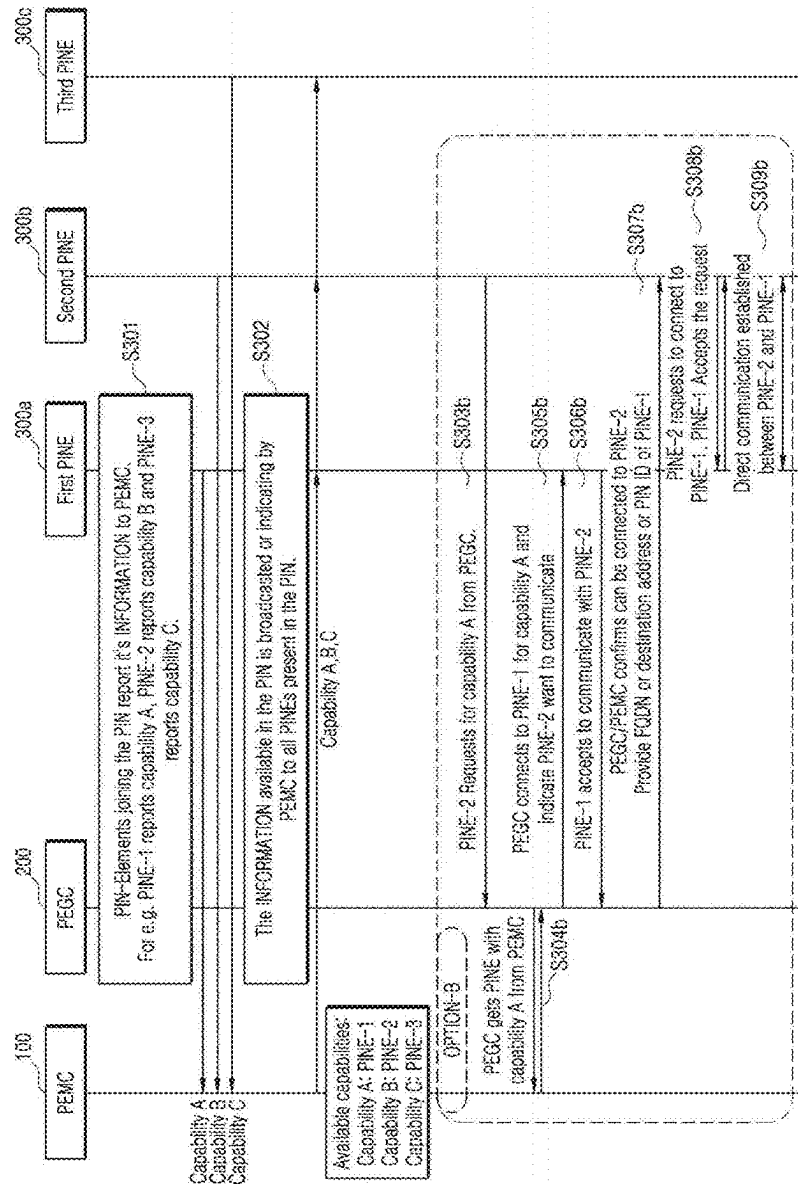 100
PEMC
200
PEGC
300a
First PINE
300b
Second PINE
300c
Third PINE
PIN-Elements joining the PIN report it's INFORMATION to PEMC.
For e.g. PINE-1 reports capability A, PINE-2 reports capability B and PINE-3
reports capability C.
S301
Capability A
Capability B
Capability C
The INFORMATION available in the PIN is broadcasted or indicating by
PEMC to all PINEs present in the PIN.
S302
Capability A,B,C
Available capabilities:
Capability A: PINE-1
Capability B: PINE-2
Capability C: PINE-3
OPTION-B
PINE-2 Requests for capability A from PEGC.
S303b
PEGC gets PINE with
capability A from PEMC
S304b
PEGC connects to PINE-1 for capability A and
indicate PINE-2 want to communicate
S305b
PINE-1 accepts to communicate with PINE-2
S306b
PEGC/PEMC confirms can be connected to PINE-2
Provide FQDN or destination address or PIN ID of PINE-1
S307b
PINE-2 requests to connect to
PINE-1, PINE-1 Accepts the request
S308b
Direct communication established
between PINE-2 and PINE-1
S309b